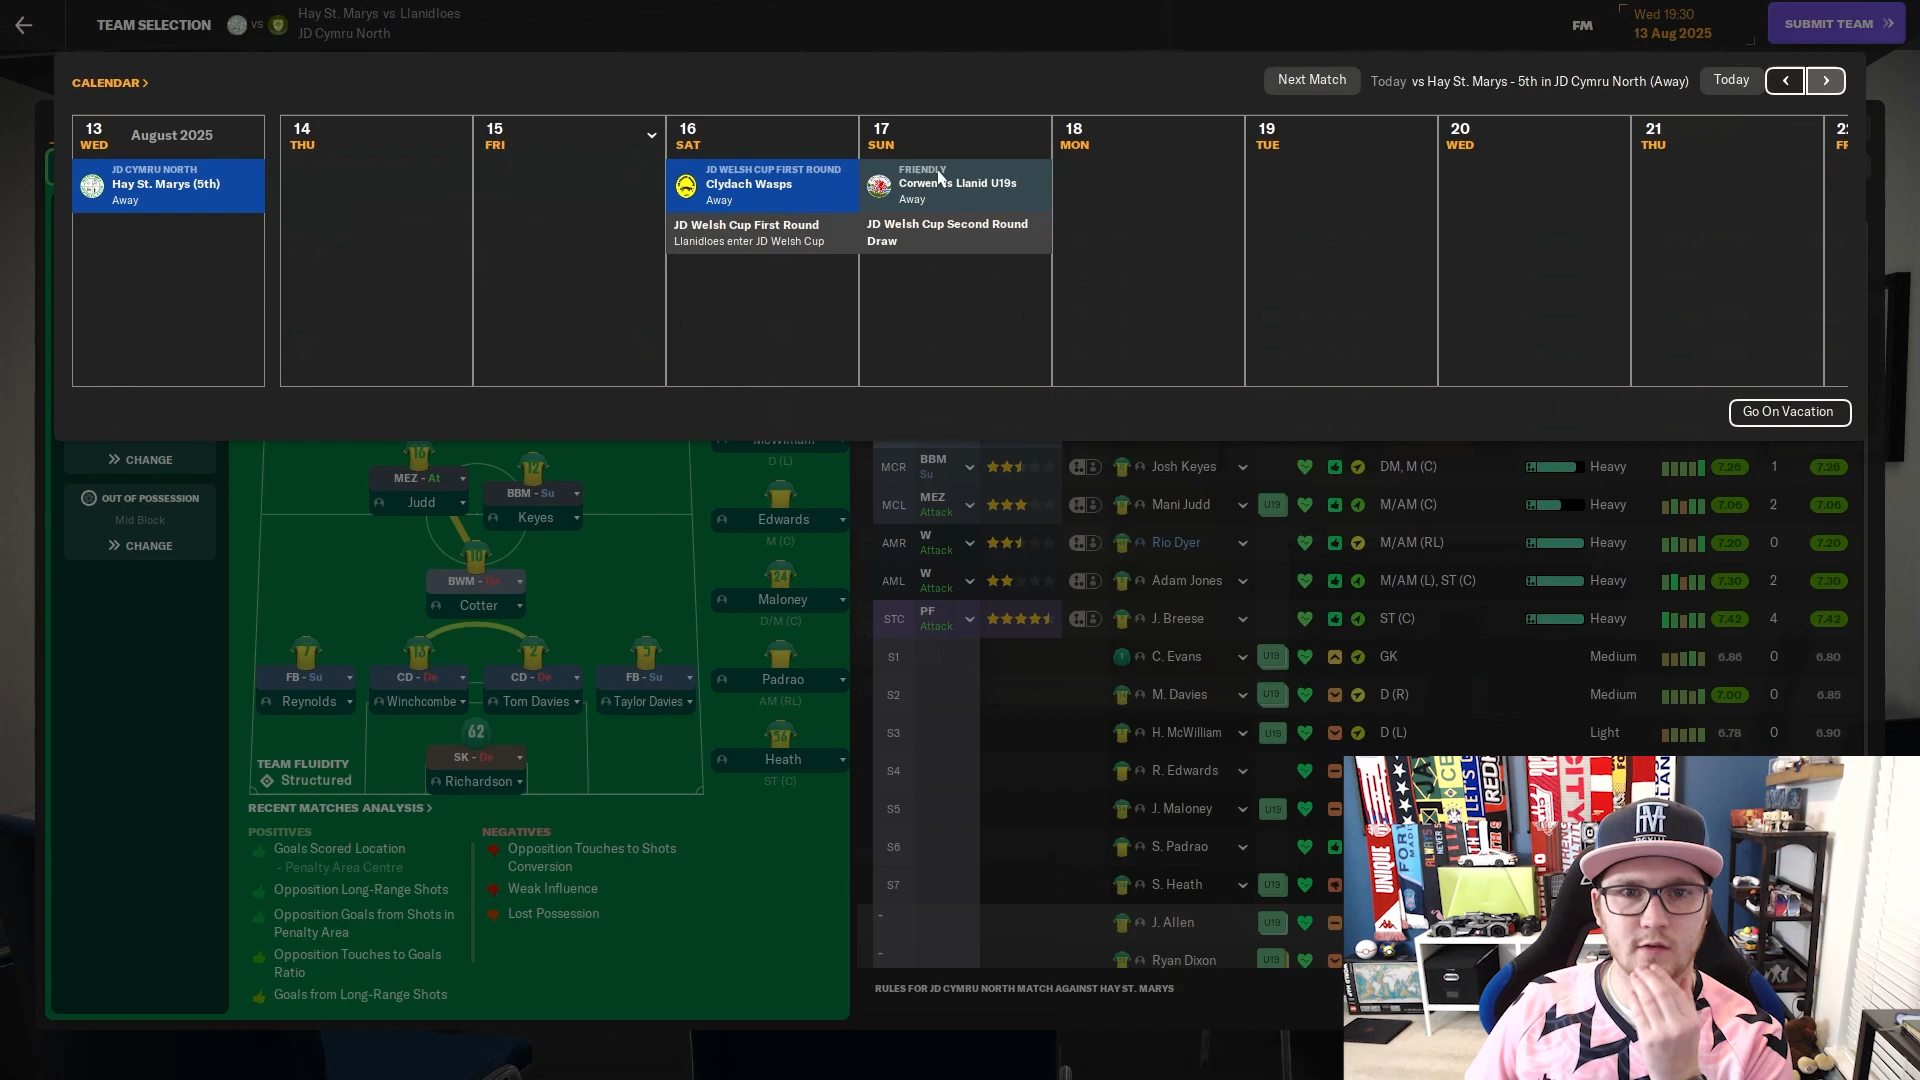 TEAM SELECTION
vs
Hay St. Marys vs Llanidloes
JD Cymru North
FM
Wed 19:30
13 Aug 2025
SUBMIT TEAM
CALENDAR >
Next Match
Today vs Hay St. Marys - 5th in JD Cymru North (Away)
Today
13
WED
August 2025
14
THU
15
FRI
16
SAT
17
SUN
18
MON
19
TUE
20
WED
21
THU
FR
JD CYMRU NORTH
Hay St. Marys (5th)
Away
JD WELSH CUP FIRST ROUND
Clydach Wasps
Away
JD Welsh Cup First Round
Llanidloes enter JD Welsh Cup
FRIENDLY
Away
JD Welsh Cup Second Round
Draw
Go On Vacation
CHANGE
OUT OF POSSESSION
Mid Block
CHANGE
16
MEZ - At
Judd
12
BBM - Su
Keyes
10
BWM - De
Cotter
7
FB - Su
Reynolds
13
CD - De
Winchcombe
2
CD - De
Tom Davies
5
FB - Su
Taylor Davies
62
SK - De
Richardson
TEAM FLUIDITY
Structured
McWilliam
D (L)
Edwards
M (C)
24
Maloney
D/M (C)
Padrao
AM (RL)
56
Heath
ST (C)
RECENT MATCHES ANALYSIS >
POSITIVES
Goals Scored Location
- Penalty Area Centre
Opposition Long-Range Shots
Opposition Goals from Shots in
Penalty Area
Opposition Touches to Goals
Ratio
Goals from Long-Range Shots
NEGATIVES
Opposition Touches to Shots
Conversion
Weak Influence
Lost Possession
MCR BBM Su Josh Keyes DM, M (C) Heavy 7.26 1 7.26
MCL MEZ Attack Mani Judd U19 M/AM (C) Heavy 7.06 2 7.06
AMR W Attack Rio Dyer M/AM (RL) Heavy 7.20 0 7.20
AML W Attack Adam Jones M/AM (L), ST (C) Heavy 7.30 2 7.30
STC PF Attack J. Breese ST (C) Heavy 7.42 4 7.42
S1 C. Evans U19 GK Medium 6.86 0 6.80
S2 M. Davies U19 D (R) Medium 7.00 0 6.85
S3 H. McWilliam U19 D (L) Light 6.78 0 6.90
S4 R. Edwards
S5 J. Maloney U19
S6 S. Padrao
S7 S. Heath U19
- J. Allen U19
- Ryan Dixon U19
RULES FOR JD CYMRU NORTH MATCH AGAINST HAY ST. MARYS
UNIQUE
CITY